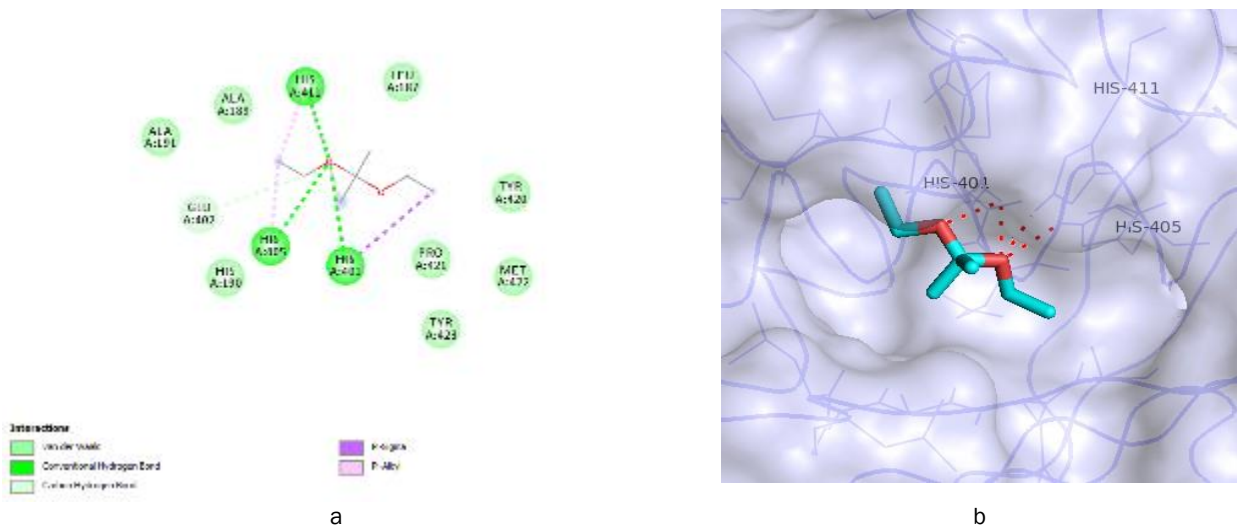 HIS
A:411
LEU
A:187
ALA
ALA
A:191
GLU
A:402
HIS
A:405
HIS
A:401
HIS
A:190
TYR
A:420
PRO
A:421
MET
A:422
TYR
A:423
Interactions
van der Waals
Conventional Hydrogen Bond
Carbon Hydrogen Bond
Pi-Sigma
Pi-Alkyl
a
HIS-411
HIS-401
HIS-405
b